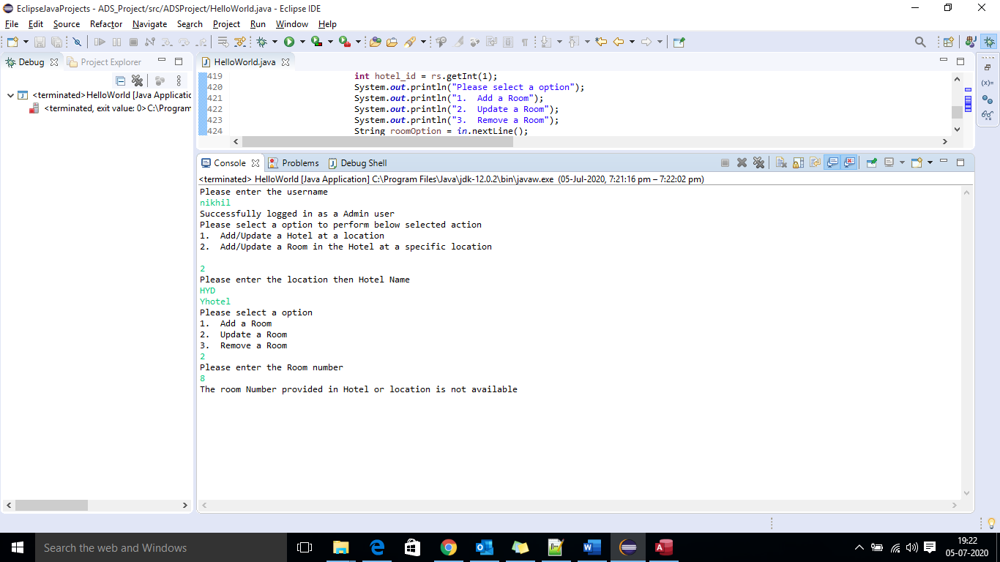 EclipseJavaProjects - ADS_Project/src/ADSProject/HelloWorld.java - Eclipse IDE
File Edit Source Refactor Navigate Search Project Run Window Help
Debug Project Explorer
<terminated>HelloWorld [Java Applicatic
<terminated, exit value: 0>C:\Program
HelloWorld.java
419 int hotel_id = rs.getInt(1);
420 System.out.println("Please select a option");
421 System.out.println("1.  Add a Room");
422 System.out.println("2.  Update a Room");
423 System.out.println("3.  Remove a Room");
424 String roomOption = in.nextLine();
(x)=
Console Problems Debug Shell
<terminated> HelloWorld [Java Application] C:\Program Files\Java\jdk-12.0.2\bin\javaw.exe (05-Jul-2020, 7:21:16 pm – 7:22:02 pm)
Please enter the username
nikhil
Successfully logged in as a Admin user
Please select a option to perform below selected action
1.  Add/Update a Hotel at a location
2.  Add/Update a Room in the Hotel at a specific location
2
Please enter the location then Hotel Name
HYD
Yhotel
Please select a option
1.  Add a Room
2.  Update a Room
3.  Remove a Room
2
Please enter the Room number
8
The room Number provided in Hotel or location is not available
Search the web and Windows
19:22
05-07-2020